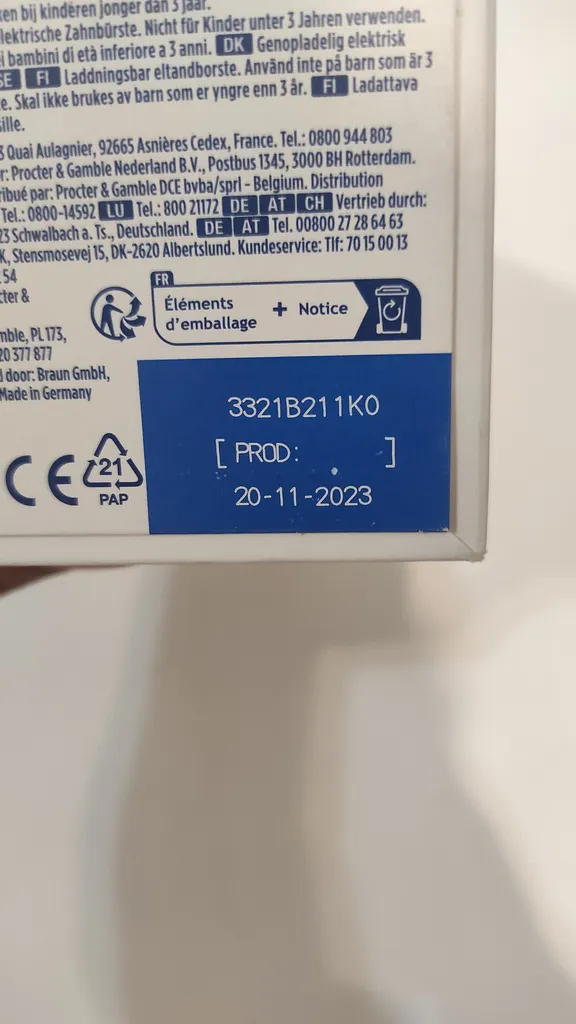 ken bij kinderen jonger dan 3 jaar.
lektrische Zahnbürste. Nicht für Kinder unter 3 Jahren verwenden.
i bambini di età inferiore a 3 anni. DK Genopladelig elektrisk
SE FI Laddningsbar eltandborste. Använd inte på barn som är 3
e. Skal ikke brukes av barn som er yngre enn 3 år. FI Ladattava
sille.
3 Quai Aulagnier, 92665 Asnières Cedex, France. Tel.: 0800 944 803
r: Procter & Gamble Nederland B.V., Postbus 1345, 3000 BH Rotterdam.
ribué par: Procter & Gamble DCE bvba/sprl - Belgium. Distribution
Tel.: 0800-14592 LU Tel.: 800 21172 DE AT CH Vertrieb durch:
23 Schwalbach a. Ts., Deutschland. DE AT Tel. 00800 27 28 64 63
K, Stensmosevej 15, DK-2620 Albertslund. Kundeservice: Tlf: 70 15 00 13
54
cter &
mble, PL 173,
20 377 877
d door: Braun GmbH,
Made in Germany
FR
Éléments
d'emballage + Notice
CE
21
PAP
3321B211K0
[ PROD: ]
20-11-2023